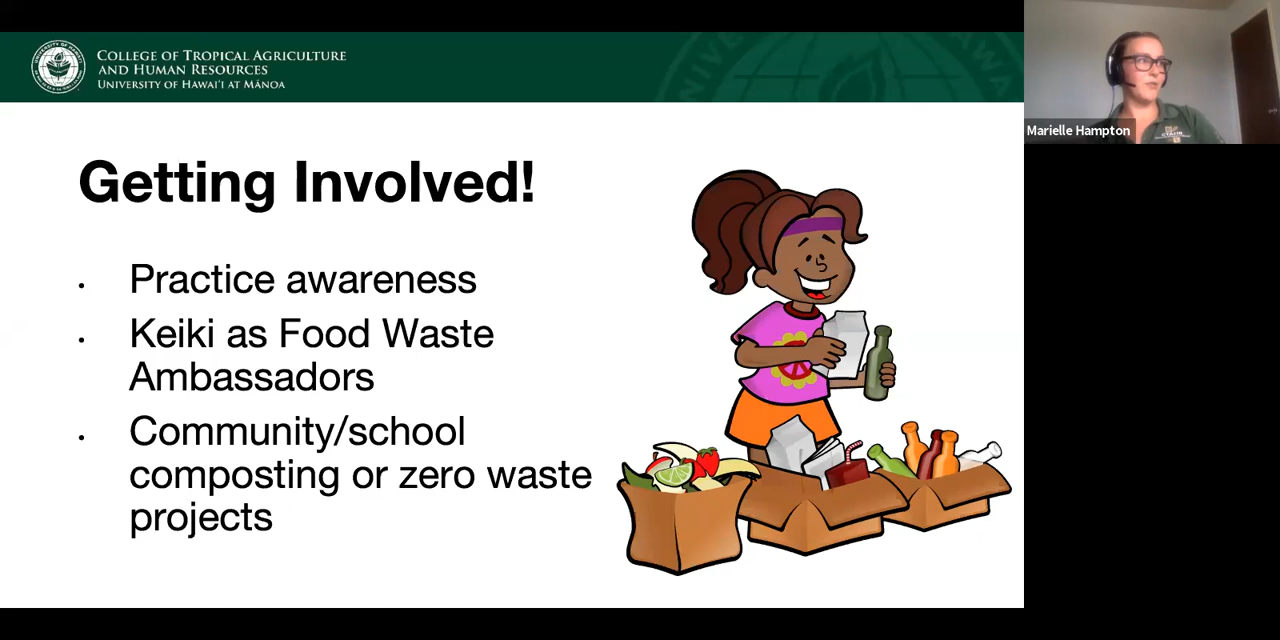 COLLEGE OF TROPICAL AGRICULTURE
AND HUMAN RESOURCES
UNIVERSITY OF HAWAIʻI AT MĀNOA
Marielle Hampton
Getting Involved!
• Practice awareness
• Keiki as Food Waste
Ambassadors
• Community/school
composting or zero waste
projects